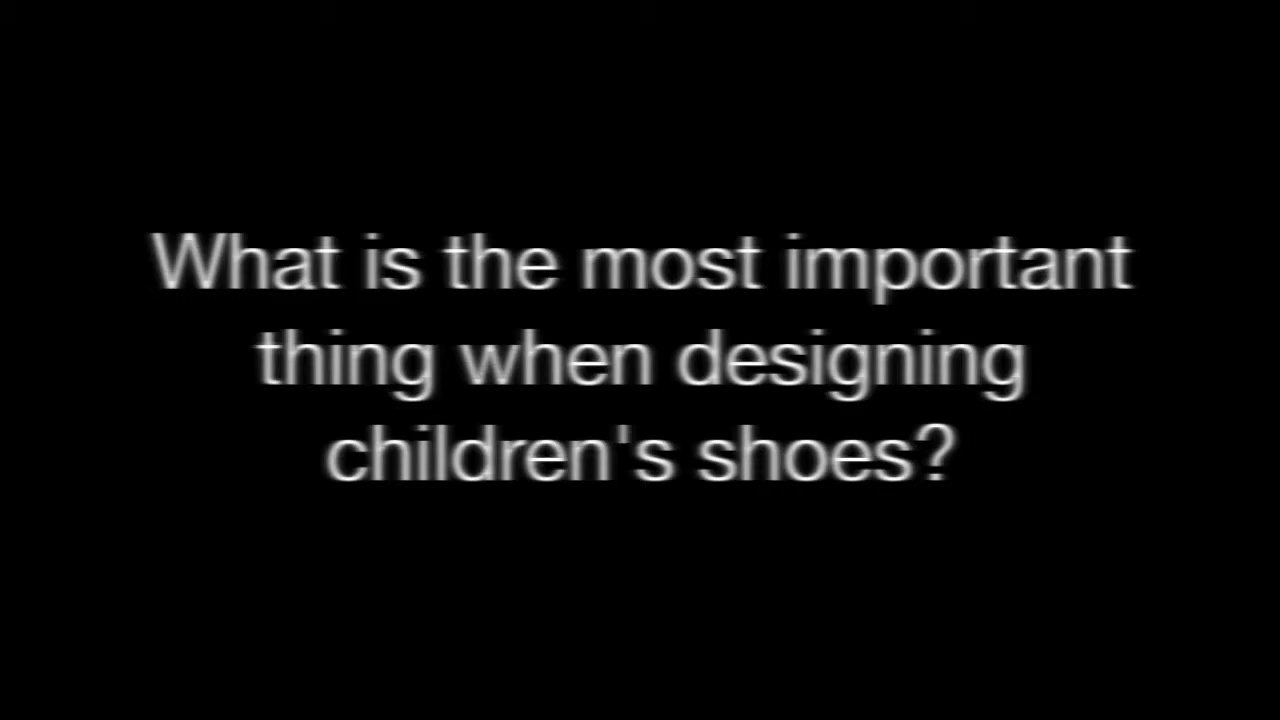 What is the most important
thing when designing
children's shoes?